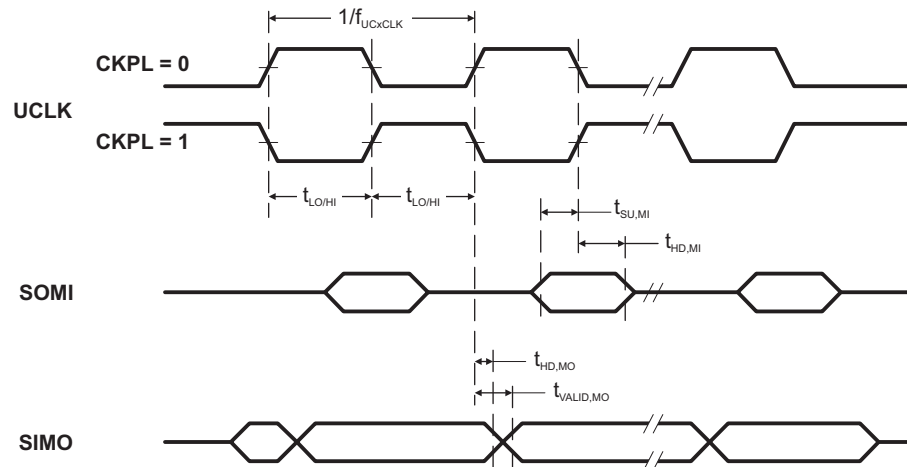 1/fUCxCLK
CKPL = 0
UCLK
CKPL = 1
tLO/HI tLO/HI
tSU,MI
tHD,MI
SOMI
tHD,MO
tVALID,MO
SIMO